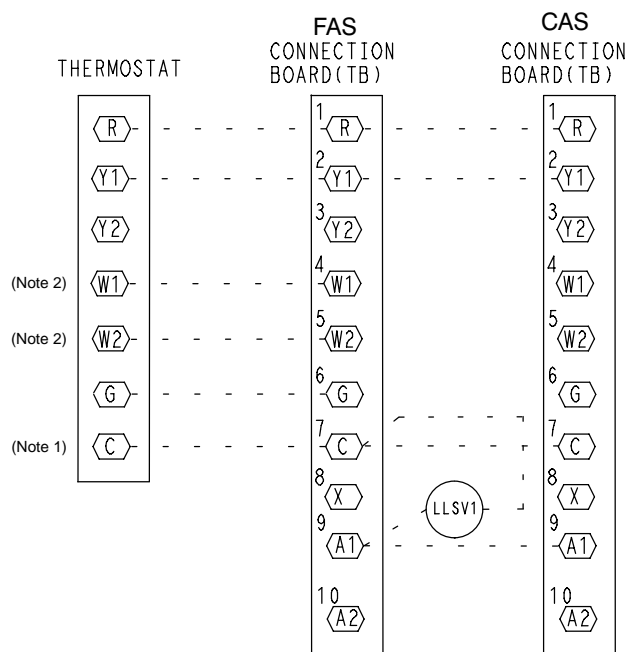 FAS
CONNECTION
BOARD(TB)
CAS
CONNECTION
BOARD(TB)
THERMOSTAT
R
1
R
1
R
Y1
2
Y1
2
Y1
Y2
3
Y2
3
Y2
(Note 2)
W1
4
W1
4
W1
(Note 2)
W2
5
W2
5
W2
G
6
G
6
G
(Note 1)
C
7
C
7
C
8
X
LLSV1
8
X
9
A1
9
A1
10
A2
10
A2